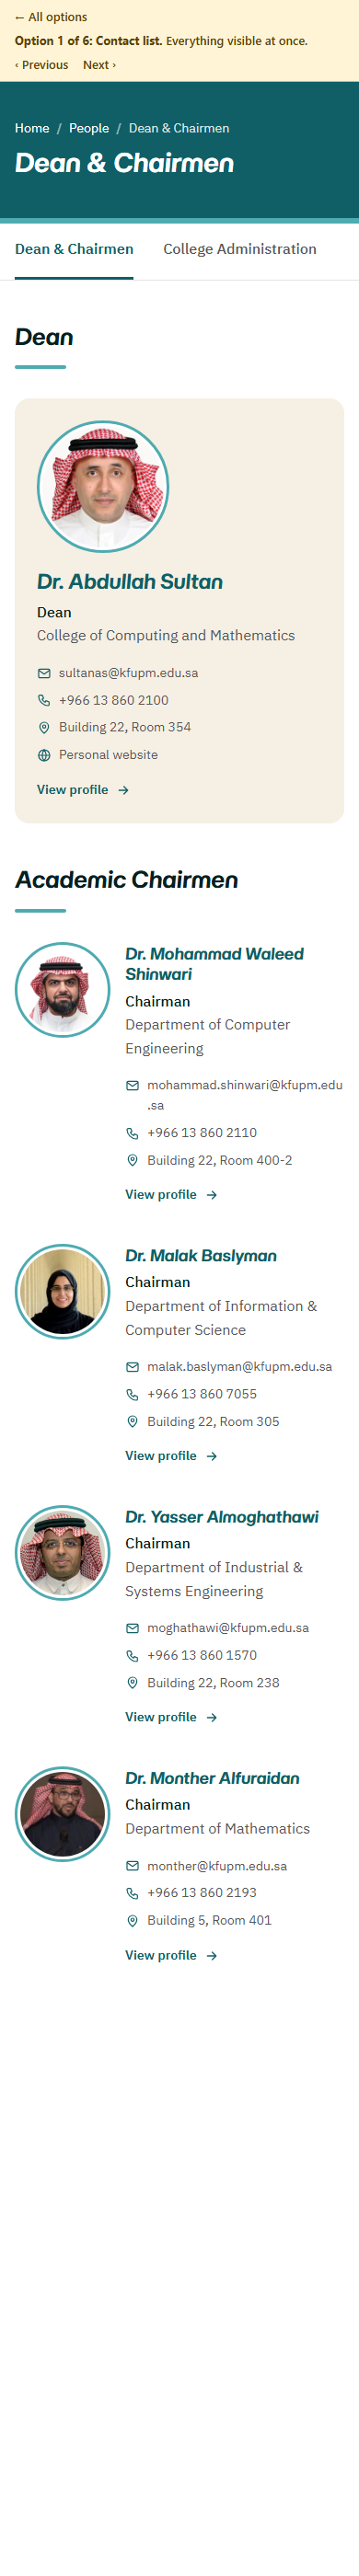 ← All options
Option 1 of 6: Contact list. Everything visible at once.
‹ Previous Next ›
Home / People / Dean & Chairmen
Dean & Chairmen
Dean & Chairmen College Administration
Dean
Dr. Abdullah Sultan
Dean
College of Computing and Mathematics
sultanas@kfupm.edu.sa
+966 13 860 2100
Building 22, Room 354
Personal website
View profile →
Academic Chairmen
Dr. Mohammad Waleed
Shinwari
Chairman
Department of Computer
Engineering
mohammad.shinwari@kfupm.edu
.sa
+966 13 860 2110
Building 22, Room 400-2
View profile →
Dr. Malak Baslyman
Chairman
Department of Information &
Computer Science
malak.baslyman@kfupm.edu.sa
+966 13 860 7055
Building 22, Room 305
View profile →
Dr. Yasser Almoghathawi
Chairman
Department of Industrial &
Systems Engineering
moghathawi@kfupm.edu.sa
+966 13 860 1570
Building 22, Room 238
View profile →
Dr. Monther Alfuraidan
Chairman
Department of Mathematics
monther@kfupm.edu.sa
+966 13 860 2193
Building 5, Room 401
View profile →